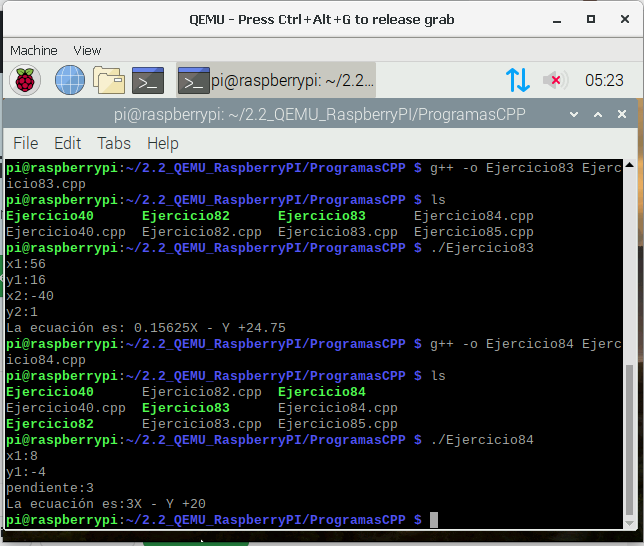 QEMU - Press Ctrl+Alt+G to release grab
Machine View
pi@raspberrypi: ~/2.2... 05:23
pi@raspberrypi: ~/2.2_QEMU_RaspberryPI/ProgramasCPP
File Edit Tabs Help
pi@raspberrypi:~/2.2_QEMU_RaspberryPI/ProgramasCPP $ g++ -o Ejercicio83 Ejerc
icio83.cpp
pi@raspberrypi:~/2.2_QEMU_RaspberryPI/ProgramasCPP $ ls
Ejercicio40 Ejercicio82 Ejercicio83 Ejercicio84.cpp
Ejercicio40.cpp Ejercicio82.cpp Ejercicio83.cpp Ejercicio85.cpp
pi@raspberrypi:~/2.2_QEMU_RaspberryPI/ProgramasCPP $ ./Ejercicio83
x1:56
y1:16
x2:-40
y2:1
La ecuación es: 0.15625X - Y +24.75
pi@raspberrypi:~/2.2_QEMU_RaspberryPI/ProgramasCPP $ g++ -o Ejercicio84 Ejerc
icio84.cpp
pi@raspberrypi:~/2.2_QEMU_RaspberryPI/ProgramasCPP $ ls
Ejercicio40 Ejercicio82.cpp Ejercicio84
Ejercicio40.cpp Ejercicio83 Ejercicio84.cpp
Ejercicio82 Ejercicio83.cpp Ejercicio85.cpp
pi@raspberrypi:~/2.2_QEMU_RaspberryPI/ProgramasCPP $ ./Ejercicio84
x1:8
y1:-4
pendiente:3
La ecuación es:3X - Y +20
pi@raspberrypi:~/2.2_QEMU_RaspberryPI/ProgramasCPP $